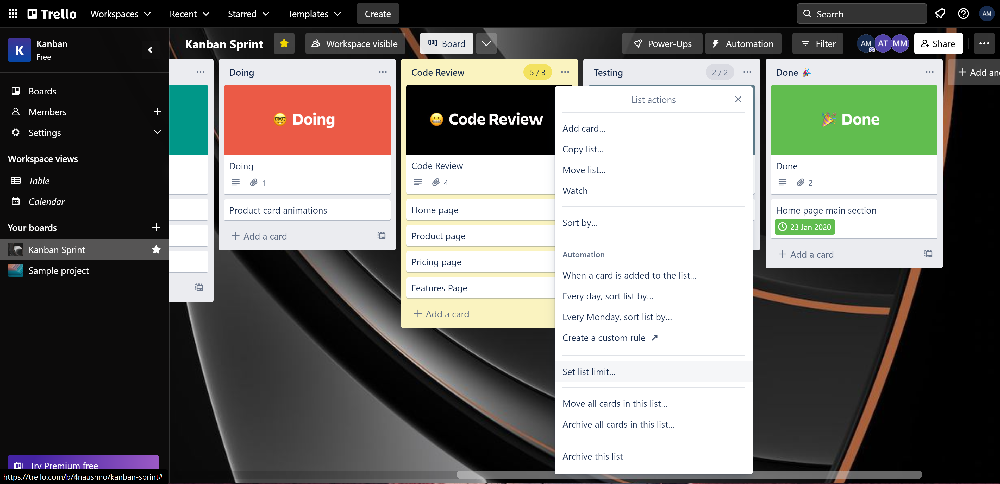 Trello
Workspaces
Recent
Starred
Templates
Create
Search
AM
K
Kanban
Free
Kanban Sprint
Workspace visible
Board
Power-Ups
Automation
Filter
AM
AT
MM
Share
Boards
Members
Settings
Workspace views
Table
Calendar
Your boards
Kanban Sprint
Sample project
Try Premium free
https://trello.com/b/4nausnno/kanban-sprint#
Doing
🤓 Doing
Doing
1
Product card animations
+ Add a card
Code Review
5 / 3
😬 Code Review
Code Review
4
Home page
Product page
Pricing page
Features Page
+ Add a card
Testing
2 / 2
List actions
Add card...
Copy list...
Move list...
Watch
Sort by...
Automation
When a card is added to the list...
Every day, sort list by...
Every Monday, sort list by...
Create a custom rule
Set list limit...
Move all cards in this list...
Archive all cards in this list...
Archive this list
Done 🎉
🎉 Done
Done
2
Home page main section
23 Jan 2020
+ Add a card
+ Add an